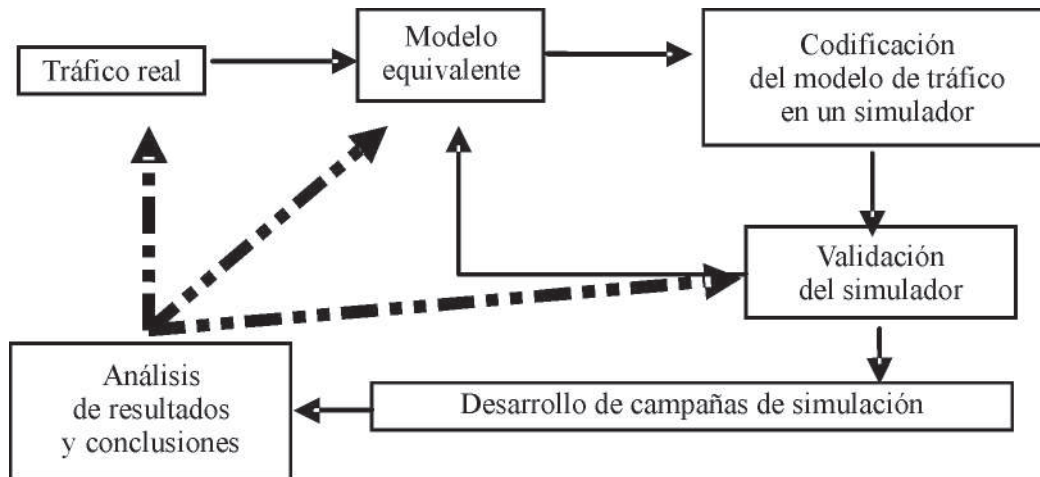 Tráfico real
Modelo
equivalente
Codificación
del modelo de tráfico
en un simulador
Validación
del simulador
Desarrollo de campañas de simulación
Análisis
de resultados
y conclusiones